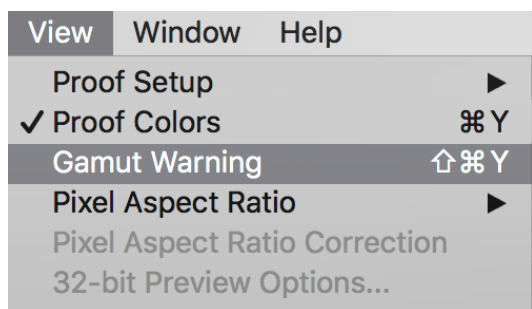 View Window Help
Proof Setup ▶
✓ Proof Colors ⌘Y
Gamut Warning ⇧⌘Y
Pixel Aspect Ratio ▶
Pixel Aspect Ratio Correction
32-bit Preview Options...